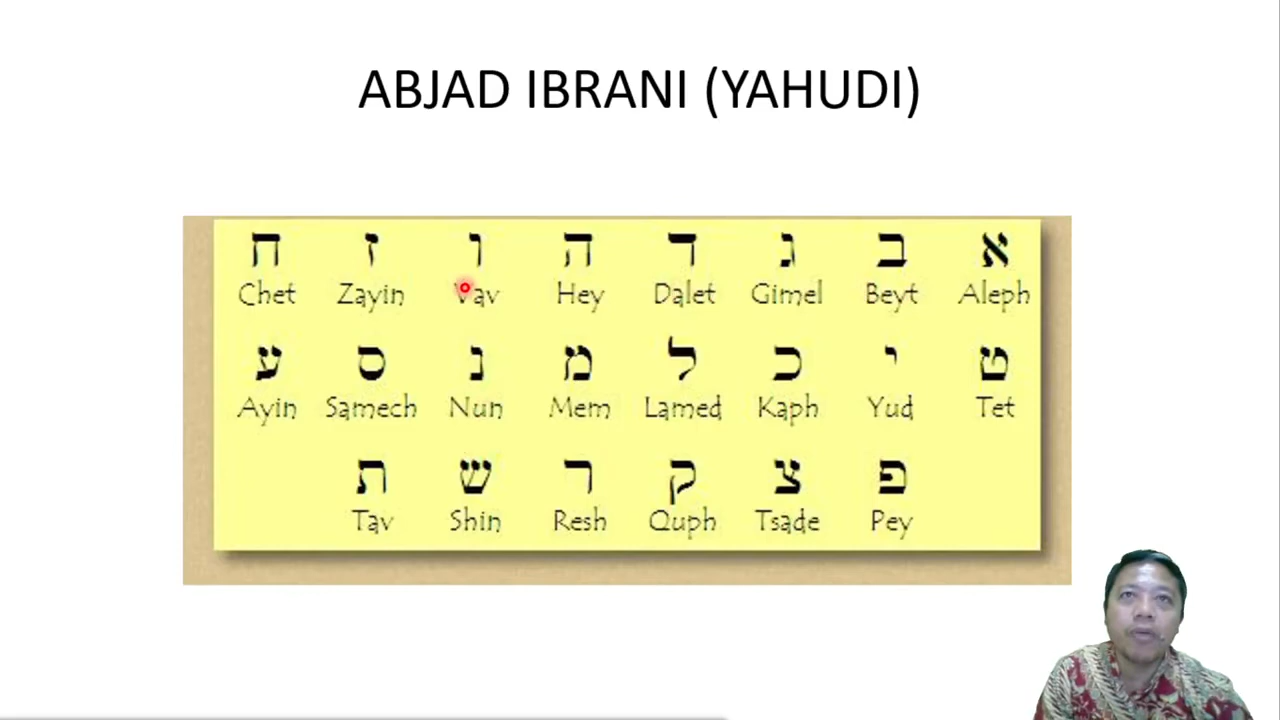 ABJAD IBRANI (YAHUDI)
א ב ג ד ה ו ז ח
Aleph Beyt Gimel Dalet Hey Vav Zayin Chet
ט י כ ל מ נ ס ע
Tet Yud Kaph Lamed Mem Nun Samech Ayin
פ צ ק ר ש ת
Pey Tsade Quph Resh Shin Tav